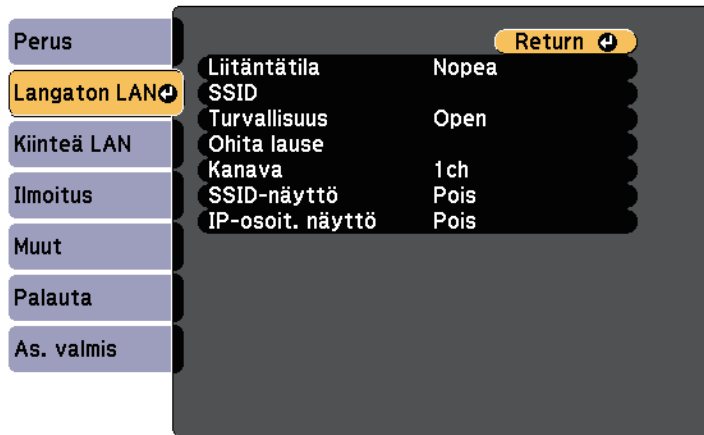 Perus
Langaton LAN
Kiinteä LAN
Ilmoitus
Muut
Palauta
As. valmis
Return
Liitäntätila Nopea
SSID
Turvallisuus Open
Ohita lause
Kanava 1ch
SSID-näyttö Pois
IP-osoit. näyttö Pois